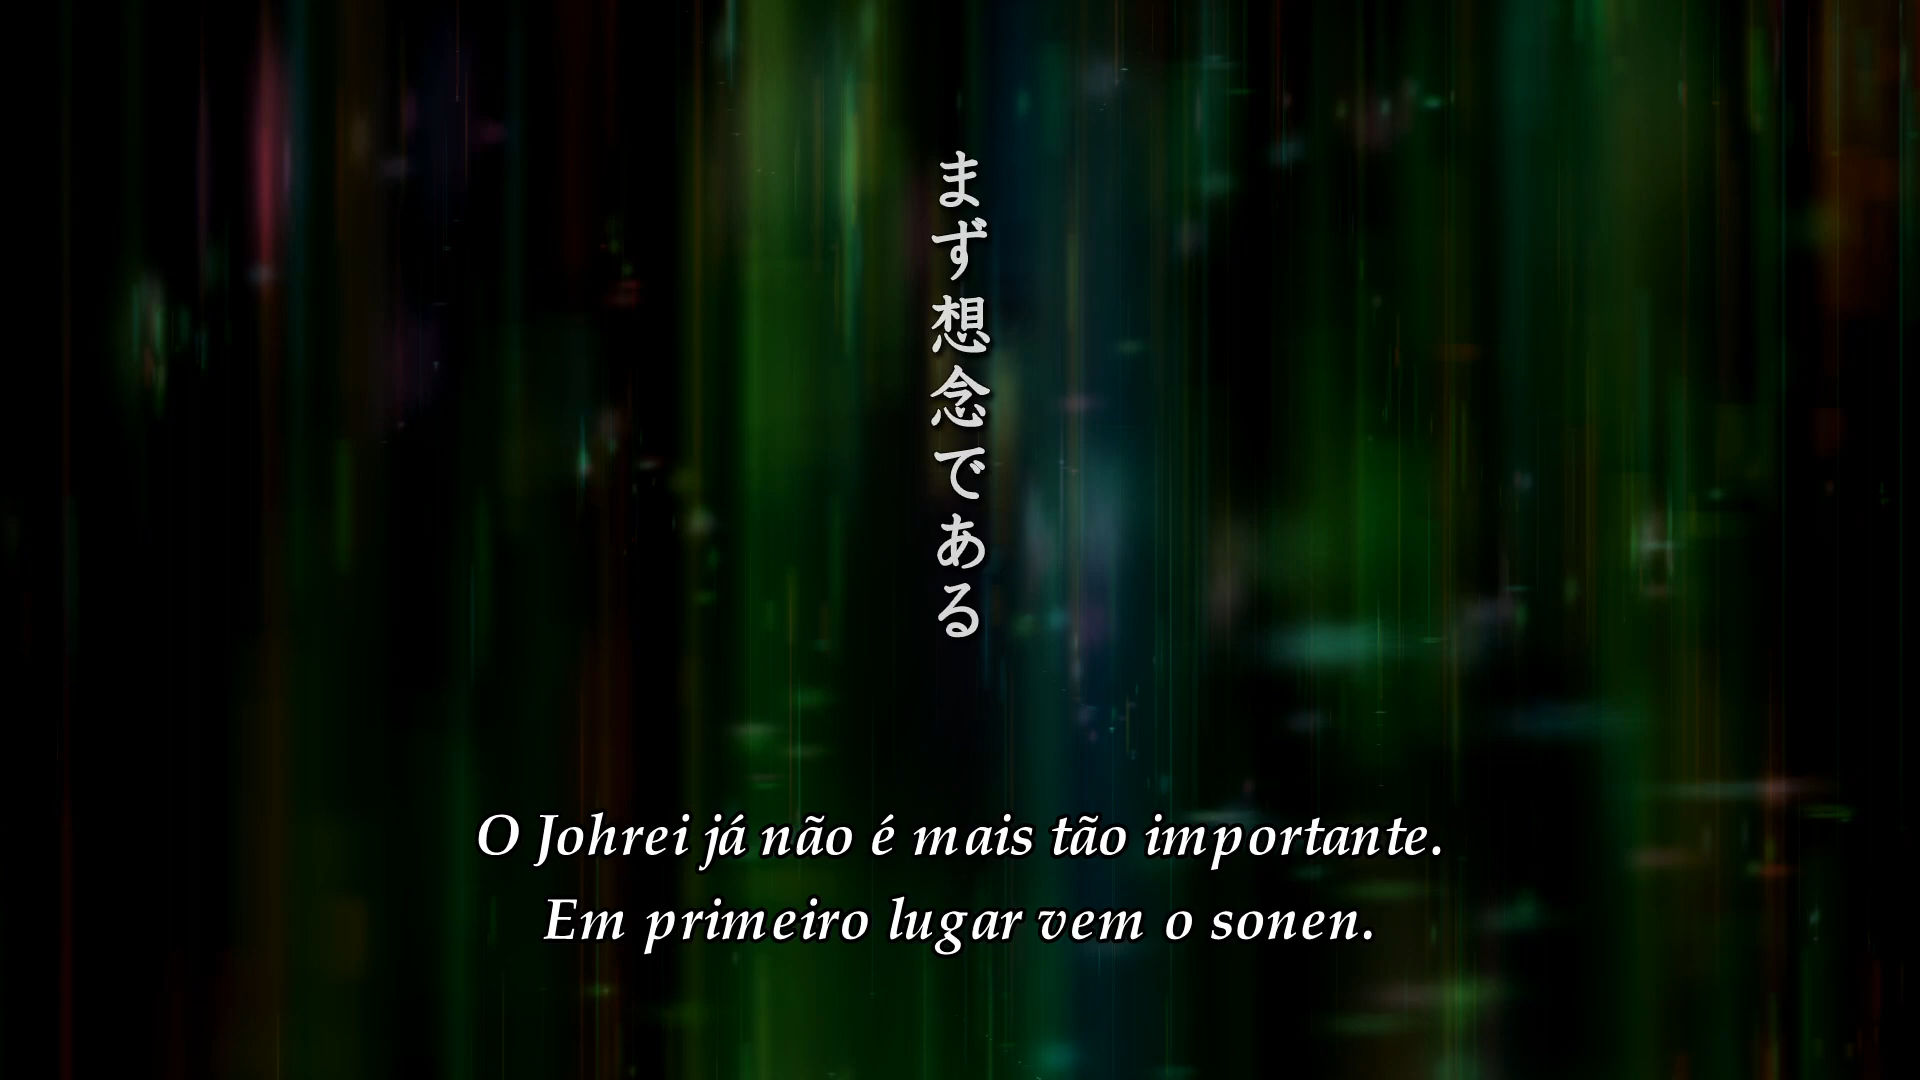 まず想念である
O Johrei já não é mais tão importante.
Em primeiro lugar vem o sonen.